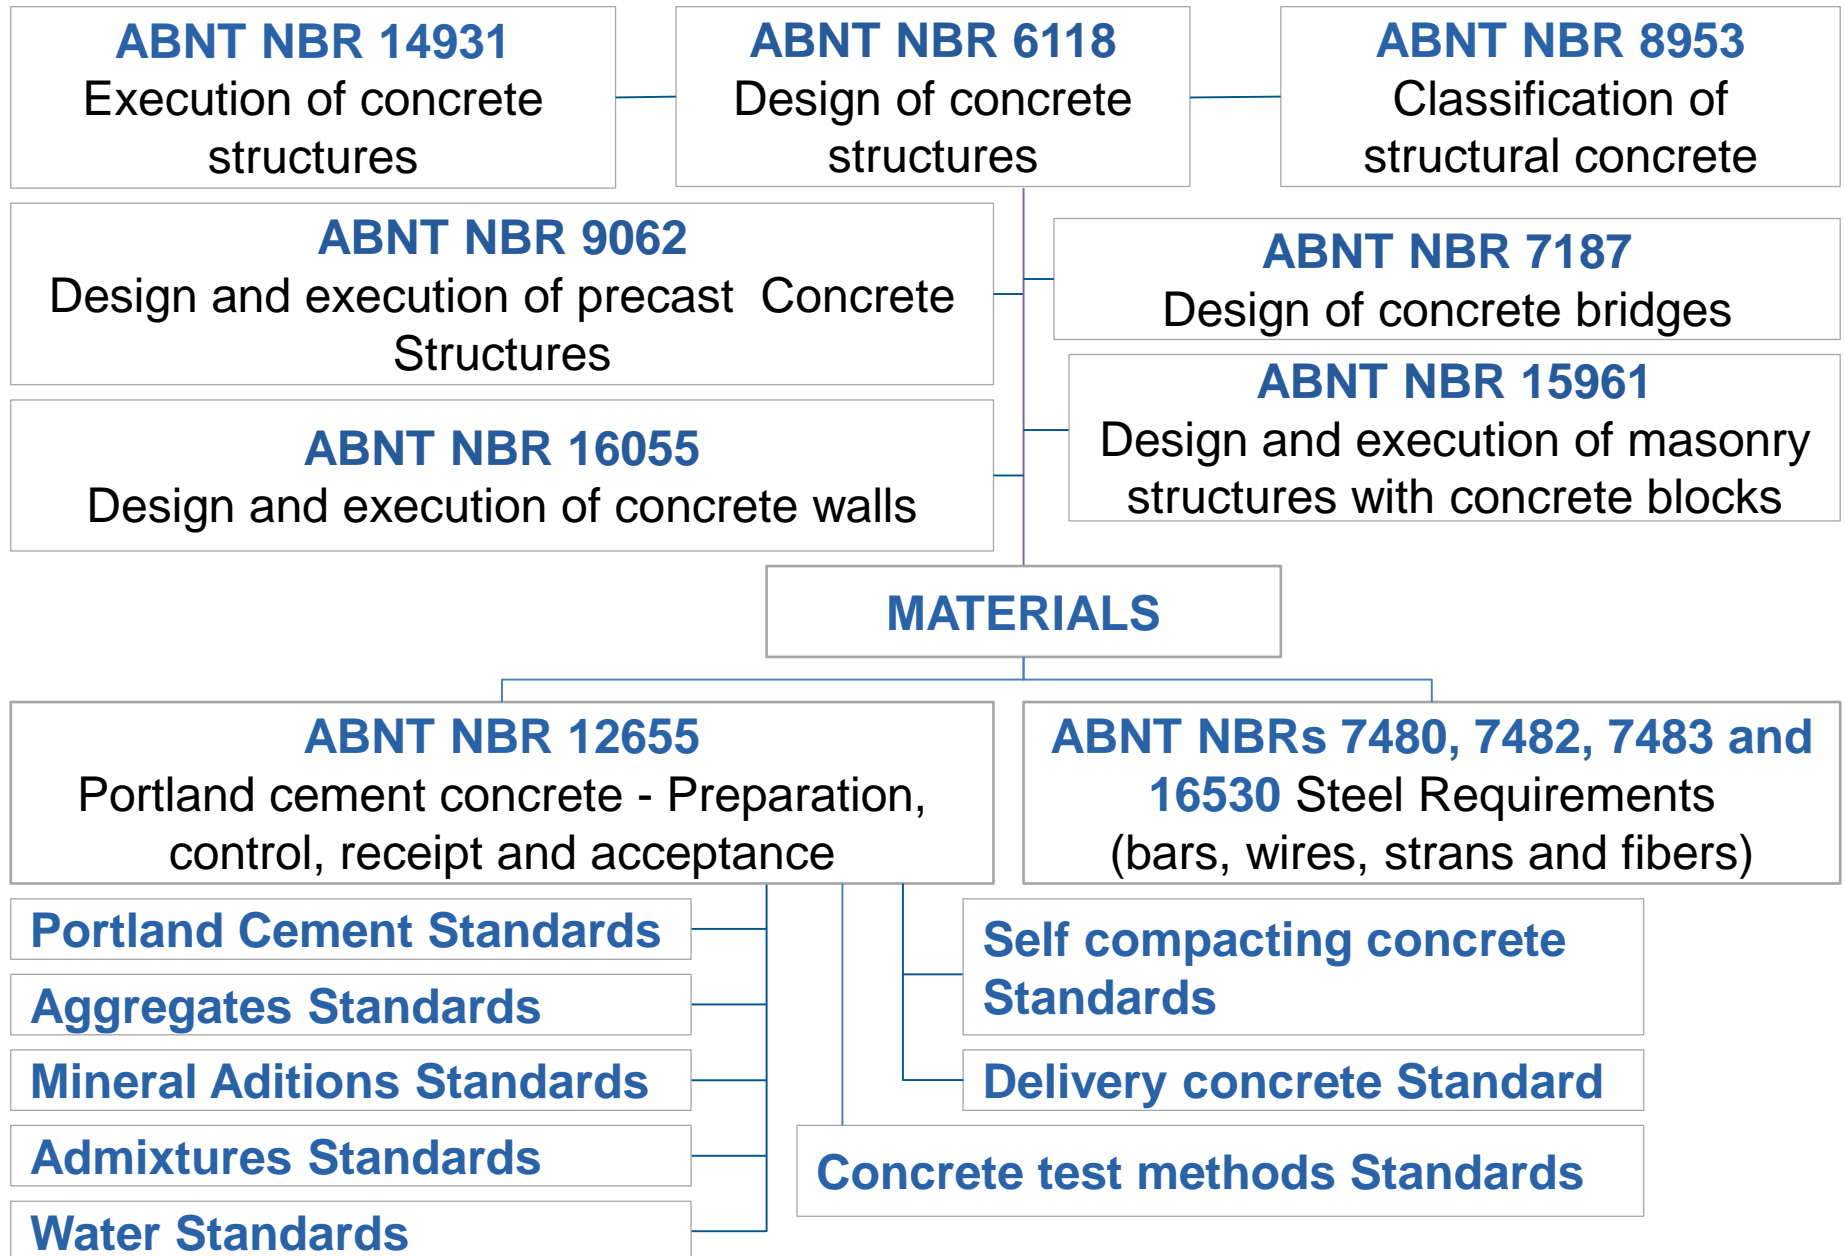 ABNT NBR 14931
Execution of concrete
structures
ABNT NBR 6118
Design of concrete
structures
ABNT NBR 8953
Classification of
structural concrete
ABNT NBR 9062
Design and execution of precast  Concrete
Structures
ABNT NBR 7187
Design of concrete bridges
ABNT NBR 16055
Design and execution of concrete walls
ABNT NBR 15961
Design and execution of masonry
structures with concrete blocks
MATERIALS
ABNT NBR 12655
Portland cement concrete - Preparation,
control, receipt and acceptance
ABNT NBRs 7480, 7482, 7483 and
16530 Steel Requirements
(bars, wires, strans and fibers)
Portland Cement Standards
Aggregates Standards
Mineral Aditions Standards
Admixtures Standards
Water Standards
Self compacting concrete
Standards
Delivery concrete Standard
Concrete test methods Standards